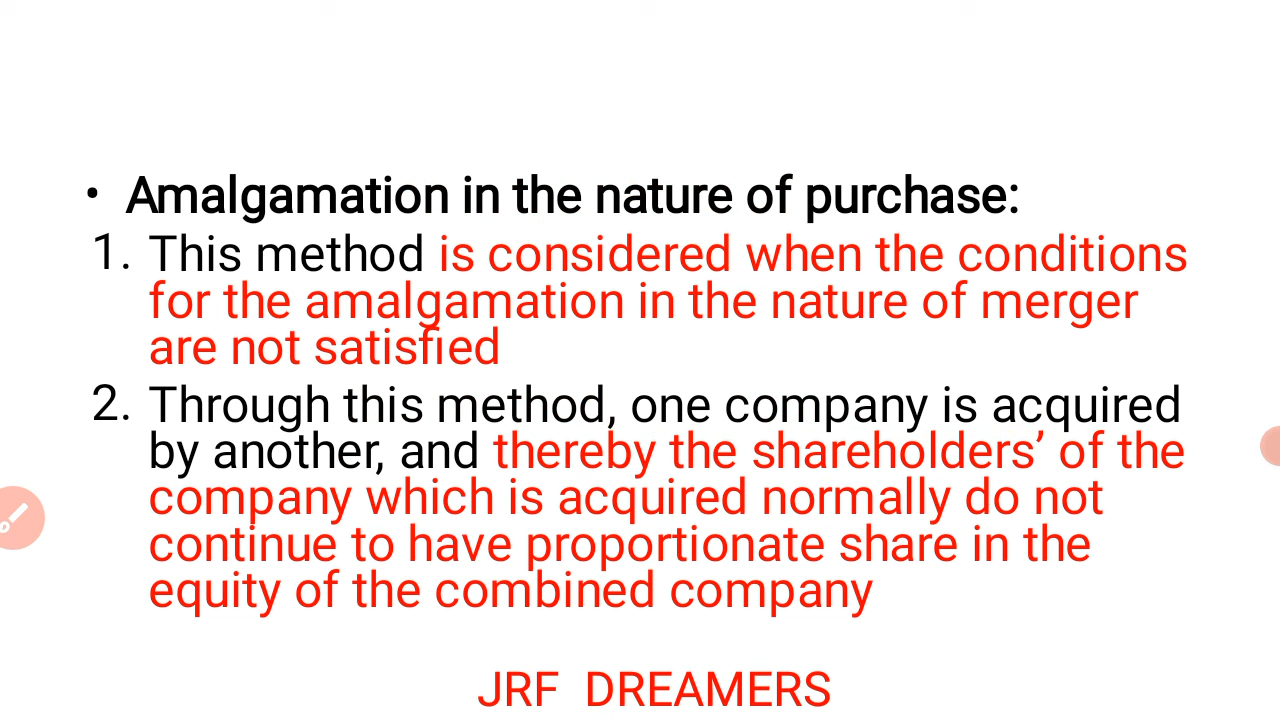 • Amalgamation in the nature of purchase:
1. This method is considered when the conditions
for the amalgamation in the nature of merger
are not satisfied
2. Through this method, one company is acquired
by another, and thereby the shareholders’ of the
company which is acquired normally do not
continue to have proportionate share in the
equity of the combined company
JRF DREAMERS